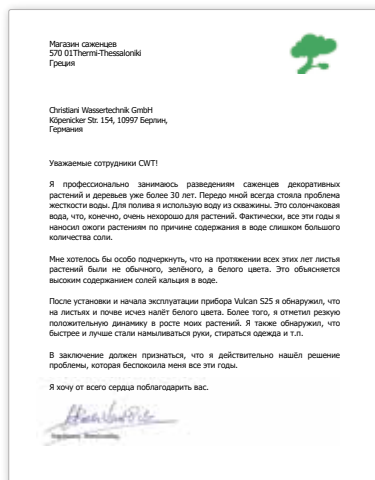 Магазин саженцев
570 01Thermi-Thessaloniki
Греция
Christiani Wassertechnik GmbH
Köpenicker Str. 154, 10997 Берлин,
Германия
Уважаемые сотрудники CWT!
Я профессионально занимаюсь разведениям саженцев декоративных
растений и деревьев уже более 30 лет. Передо мной всегда стояла проблема
жесткости воды. Для полива я использую воду из скважины. Это солончаковая
вода, что, конечно, очень нехорошо для растений. Фактически, все эти годы я
наносил ожоги растениям по причине содержания в воде слишком большого
количества соли.
Мне хотелось бы особо подчеркнуть, что на протяжении всех этих лет листья
растений были не обычного, зелёного, а белого цвета. Это объясняется
высоким содержанием солей кальция в воде.
После установки и начала эксплуатации прибора Vulcan S25 я обнаружил, что
на листьях и почве исчез налёт белого цвета. Более того, я отметил резкую
положительную динамику в росте моих растений. Я также обнаружил, что
быстрее и лучше стали намыливаться руки, стираться одежда и т.п.
В заключение должен признаться, что я действительно нашёл решение
проблемы, которая беспокоила меня все эти годы.
Я хочу от всего сердца поблагодарить вас.